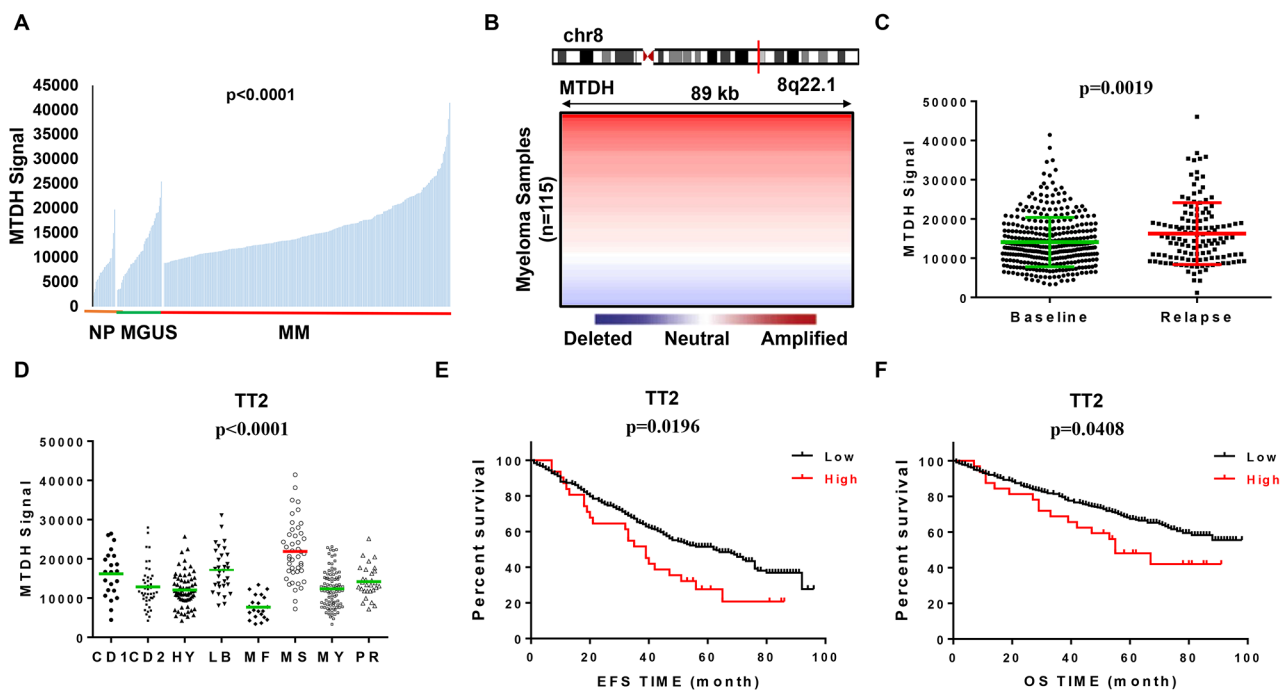 A
MTDH Signal
45000
40000
35000
30000
25000
20000
15000
10000
5000
0
p<0.0001
NP MGUS MM
B
chr8
MTDH
8q22.1
89 kb
Myeloma Samples
(n=115)
Deleted Neutral Amplified
C
p=0.0019
MTDH Signal
50000
40000
30000
20000
10000
0
Baseline Relapse
D
TT2
p<0.0001
MTDH Signal
50000
40000
30000
20000
10000
0
CD1 CD2 HY LB MF MS MY PR
E
TT2
p=0.0196
Low
High
Percent survival
100
80
60
40
20
0
0 20 40 60 80 100
EFS TIME (month)
F
TT2
p=0.0408
Low
High
Percent survival
100
80
60
40
20
0
0 20 40 60 80 100
OS TIME (month)